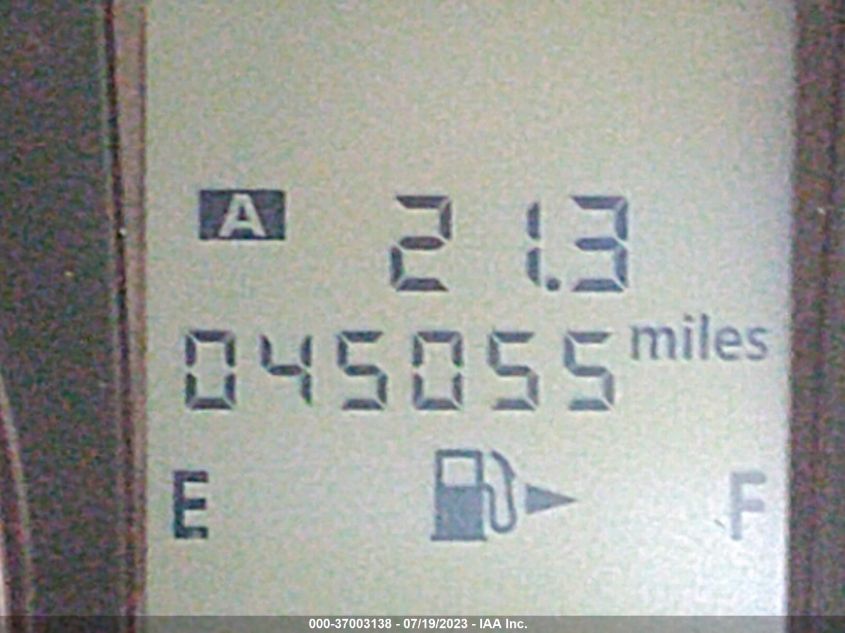 A 21.3
045055 miles
E F
000-37003138 - 07/19/2023 - IAA Inc.